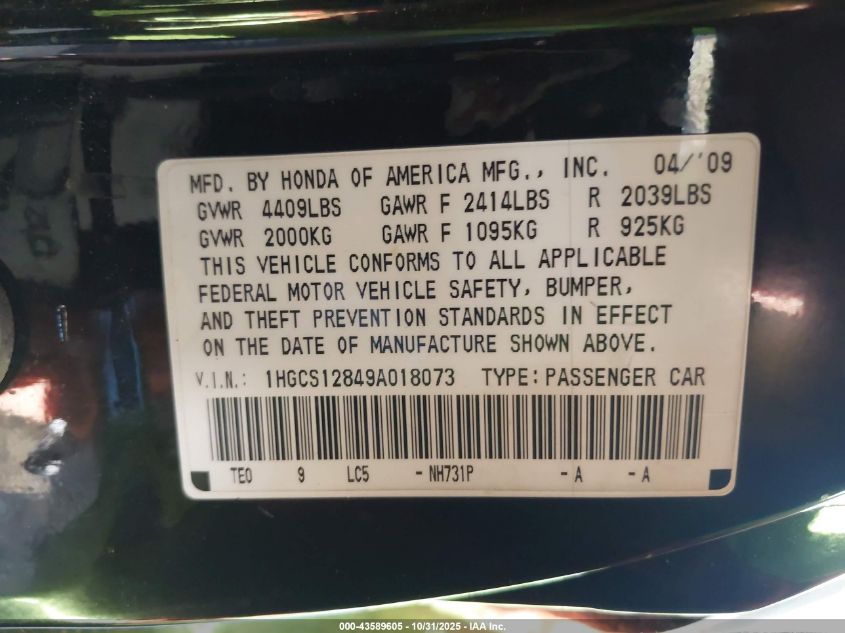 MFD. BY HONDA OF AMERICA MFG., INC. 04/'09
GVWR 4409LBS GAWR F 2414LBS R 2039LBS
GVWR 2000KG GAWR F 1095KG R 925KG
THIS VEHICLE CONFORMS TO ALL APPLICABLE
FEDERAL MOTOR VEHICLE SAFETY, BUMPER,
AND THEFT PREVENTION STANDARDS IN EFFECT
ON THE DATE OF MANUFACTURE SHOWN ABOVE.
V.I.N.: 1HGCS12849A018073 TYPE: PASSENGER CAR
TE0 9 LC5 - NH731P - A - A
000-43589605 - 10/31/2025 - IAA Inc.